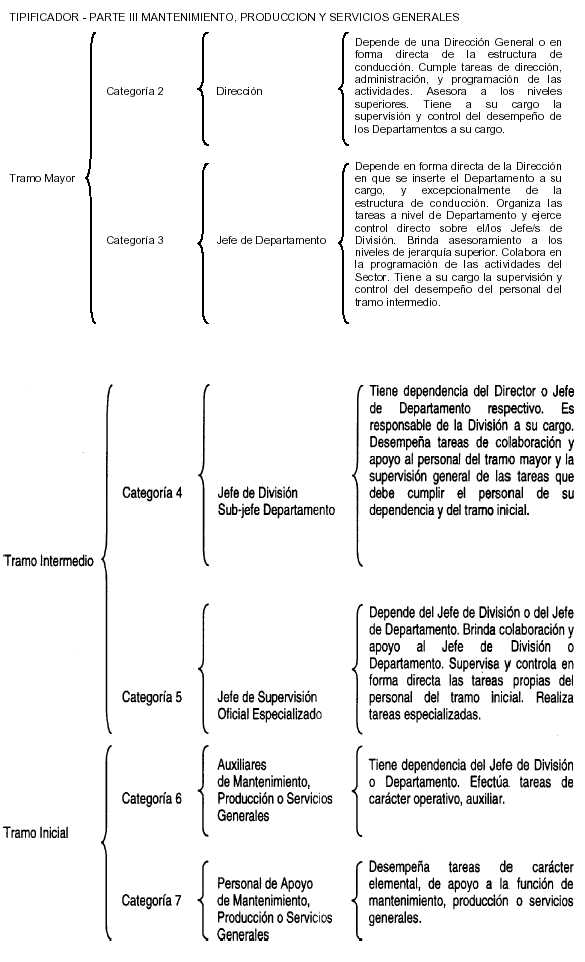 TIPIFICADOR - PARTE III MANTENIMIENTO, PRODUCCION Y SERVICIOS GENERALES
Tramo Mayor
Categoría 2
Dirección
Depende de una Dirección General o en
forma directa de la estructura de
conducción. Cumple tareas de dirección,
administración, y programación de las
actividades. Asesora a los niveles
superiores. Tiene a su cargo la
supervisión y control del desempeño de
los Departamentos a su cargo.
Categoría 3
Jefe de Departamento
Depende en forma directa de la Dirección
en que se inserte el Departamento a su
cargo, y excepcionalmente de la
estructura de conducción. Organiza las
tareas a nivel de Departamento y ejerce
control directo sobre el/los Jefe/s de
División. Brinda asesoramiento a los
niveles de jerarquía superior. Colabora en
la programación de las actividades del
Sector. Tiene a su cargo la supervisión y
control del desempeño del personal del
tramo intermedio.
Tramo Intermedio
Categoría 4
Jefe de División
Sub-jefe Departamento
Tiene dependencia del Director o Jefe
de Departamento respectivo. Es
responsable de la División a su cargo.
Desempeña tareas de colaboración y
apoyo al personal del tramo mayor y la
supervisión general de las tareas que
debe cumplir el personal de su
dependencia y del tramo inicial.
Categoría 5
Jefe de Supervisión
Oficial Especializado
Depende del Jefe de División o del Jefe
de Departamento. Brinda colaboración y
apoyo al Jefe de División o
Departamento. Supervisa y controla en
forma directa las tareas propias del
personal del tramo inicial. Realiza
tareas especializadas.
Tramo Inicial
Categoría 6
Auxiliares
de Mantenimiento,
Producción o Servicios
Generales
Tiene dependencia del Jefe de División
o Departamento. Efectúa tareas de
carácter operativo, auxiliar.
Categoría 7
Personal de Apoyo
de Mantenimiento,
Producción o Servicios
Generales
Desempeña tareas de carácter
elemental, de apoyo a la función de
mantenimiento, producción o servicios
generales.